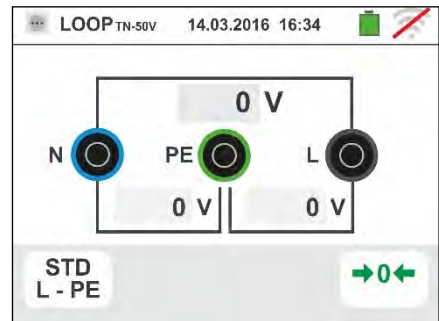 LOOP TN-50V 14.03.2016 16:34
0 V
N PE L
0 V 0 V
STD
L - PE
→0←